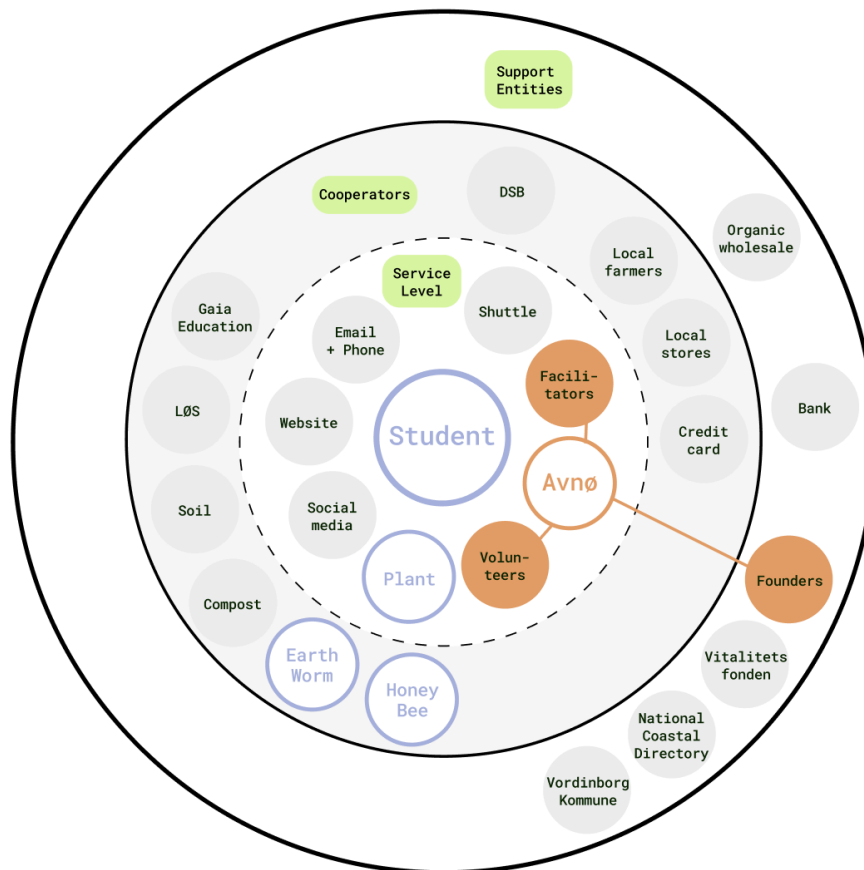 Support
Entities
Cooperators
DSB
Organic
wholesale
Local
farmers
Service
Level
Gaia
Education
Shuttle
Email
+ Phone
Local
stores
Facili-
tators
LØS
Website
Student
Credit
card
Bank
Avnø
Soil
Social
media
Volun-
teers
Plant
Founders
Compost
Earth
Worm
Honey
Bee
Vitalitets
fonden
National
Coastal
Directory
Vordinborg
Kommune